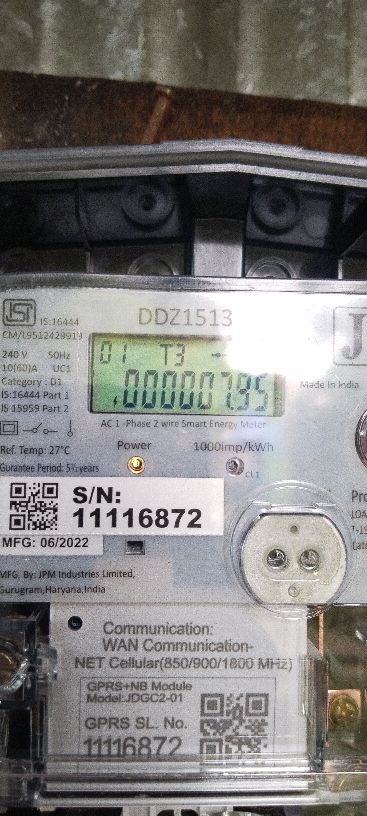 DDZ1513
IS:16444
CM/L9512429919
240 V 50Hz
10(60)A UC1
Category : D1
IS:16444 Part 1
IS 15959 Part 2
01 T3
000007.35
Made In India
AC 1 -Phase 2 wire Smart Energy Meter
Ref. Temp: 27°C
Gurantee Period: 5½ years
Power 1000imp/kWh
CL1
S/N:
11116872
MFG: 06/2022
MFG. By: JPM Industries Limited,
Gurugram,Haryana,India
Communication:
WAN Communication-
NET Cellular(850/900/1800 MHz)
GPRS+NB Module
Model: JDGC2-01
GPRS SL. No.
11116872